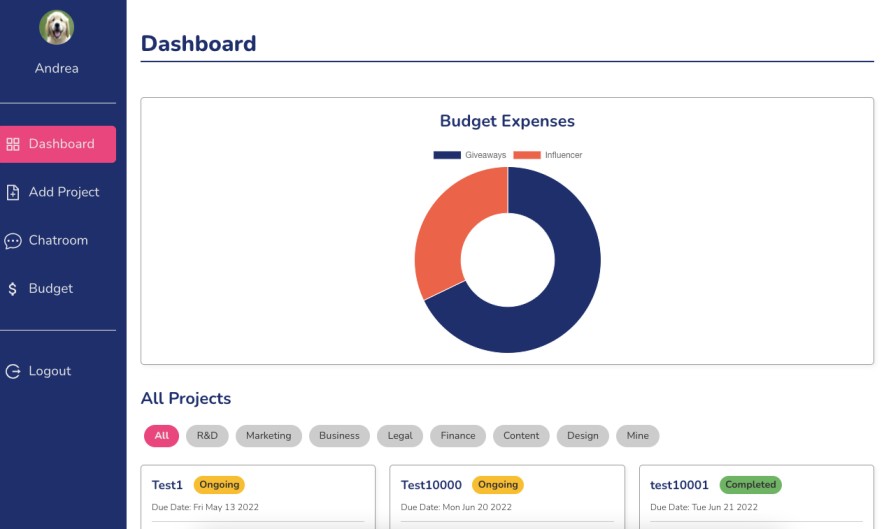 Andrea
Dashboard
Add Project
Chatroom
$ Budget
Logout
Dashboard
Budget Expenses
Giveaways Influencer
All Projects
All R&D Marketing Business Legal Finance Content Design Mine
Test1 Ongoing
Due Date: Fri May 13 2022
Test10000 Ongoing
Due Date: Mon Jun 20 2022
test10001 Completed
Due Date: Tue Jun 21 2022